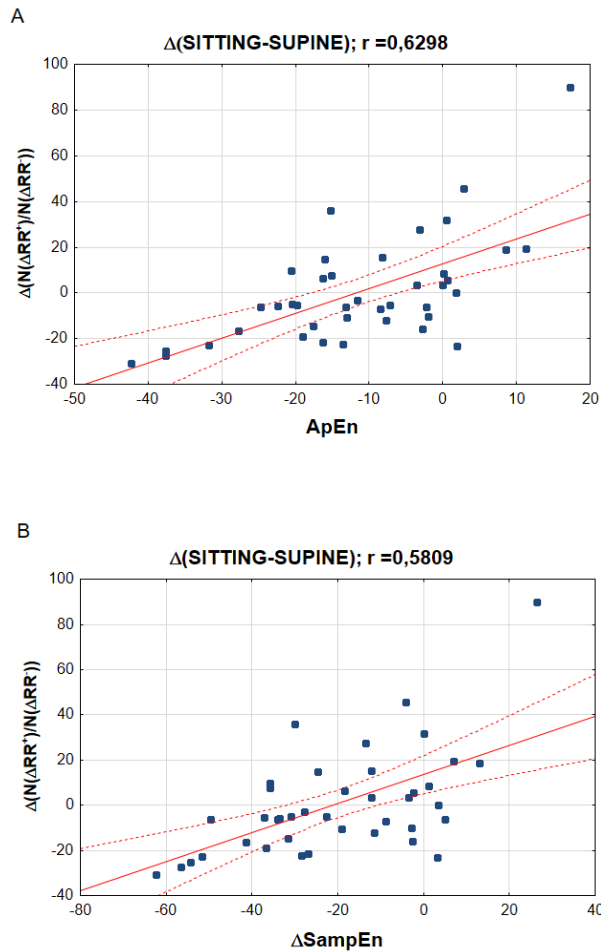 A
Δ(SITTING-SUPINE); r =0,6298
Δ(N(ΔRR⁺)/N(ΔRR⁻))
100
80
60
40
20
0
-20
-40
-50 -40 -30 -20 -10 0 10 20
ApEn
B
Δ(SITTING-SUPINE); r =0,5809
Δ(N(ΔRR⁺)/N(ΔRR⁻))
100
80
60
40
20
0
-20
-40
-80 -60 -40 -20 0 20 40
ΔSampEn